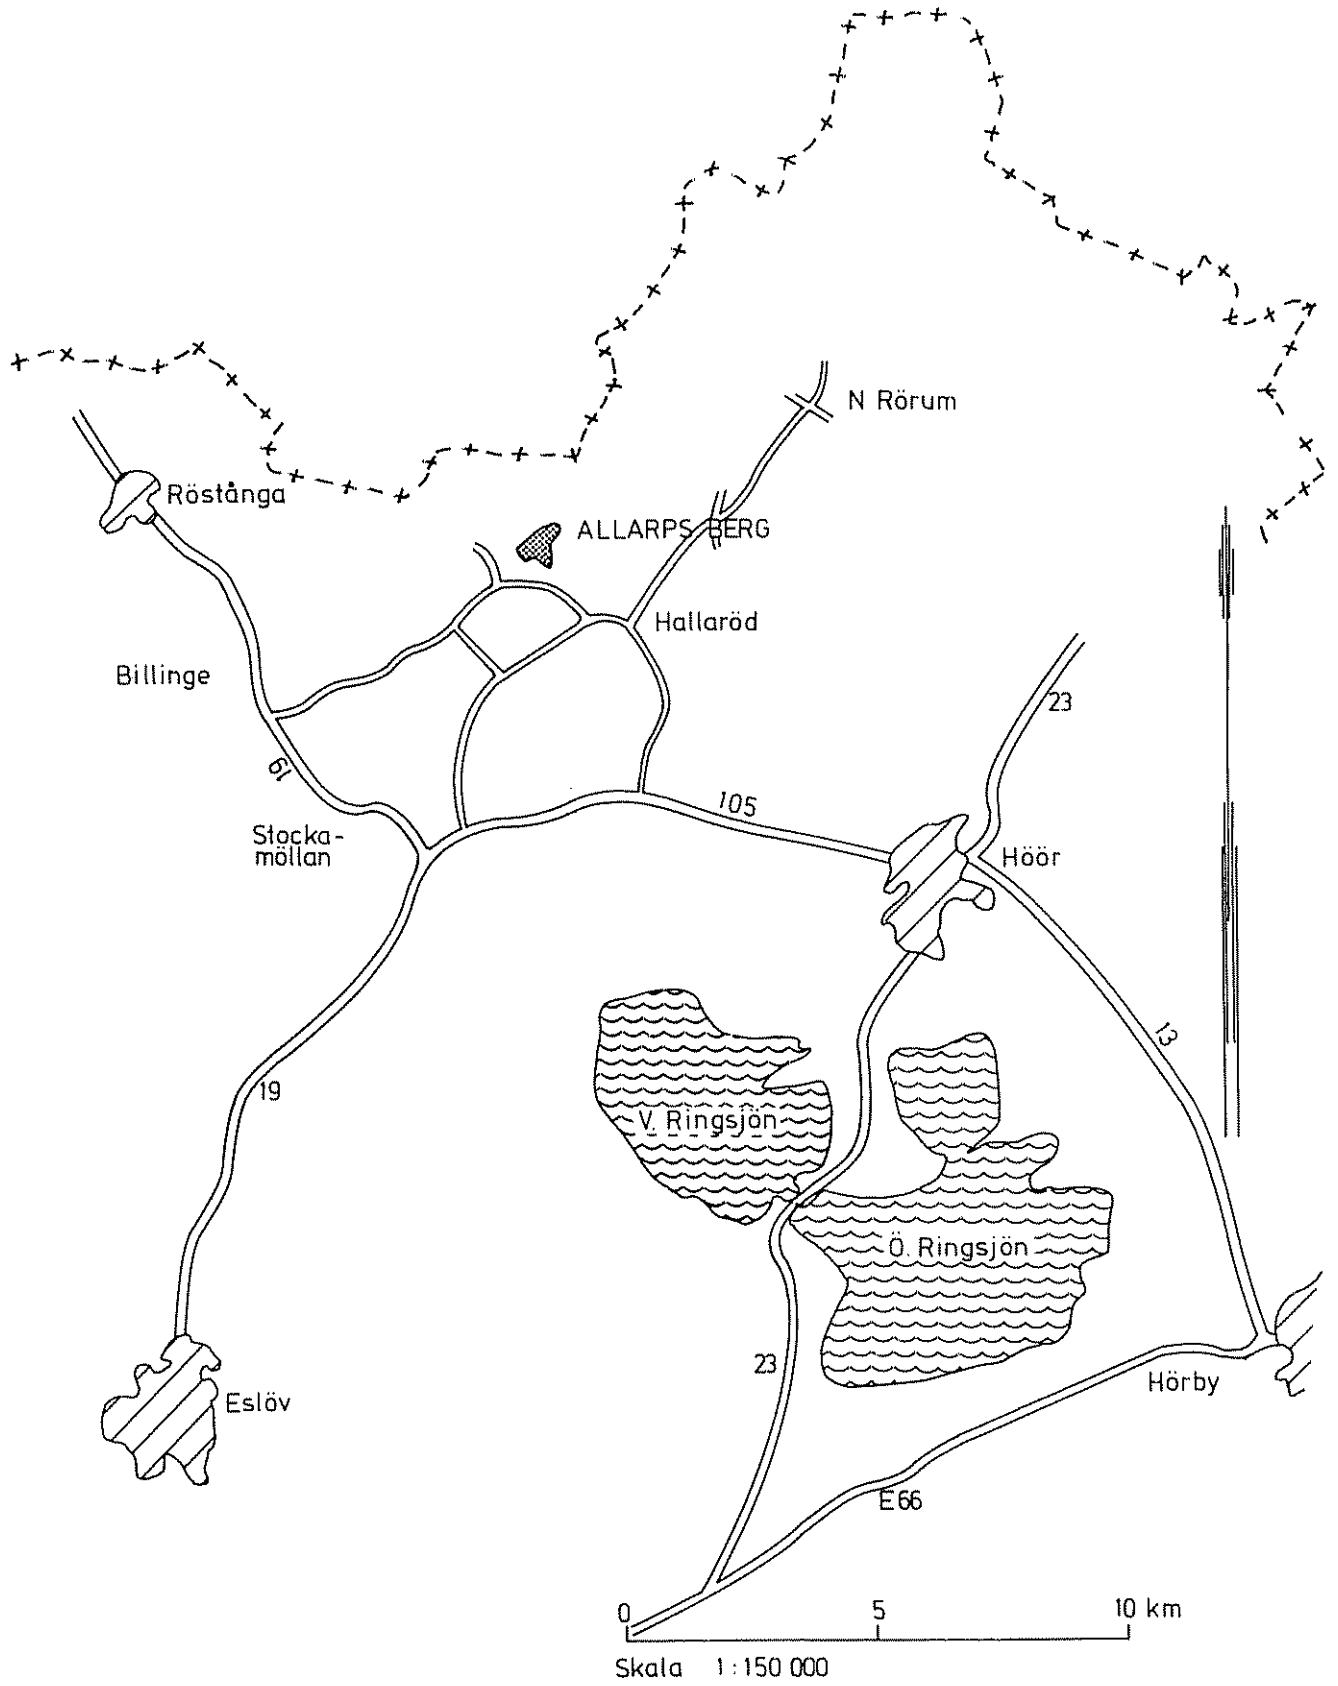 N Rörum
Röstånga
ALLARPS BERG
Hallaröd
Billinge
23
19
105
Stocka-
möllan
Höör
13
19
V. Ringsjön
Ö. Ringsjön
23
Hörby
Eslöv
E66
0 5 10 km
Skala 1:150 000